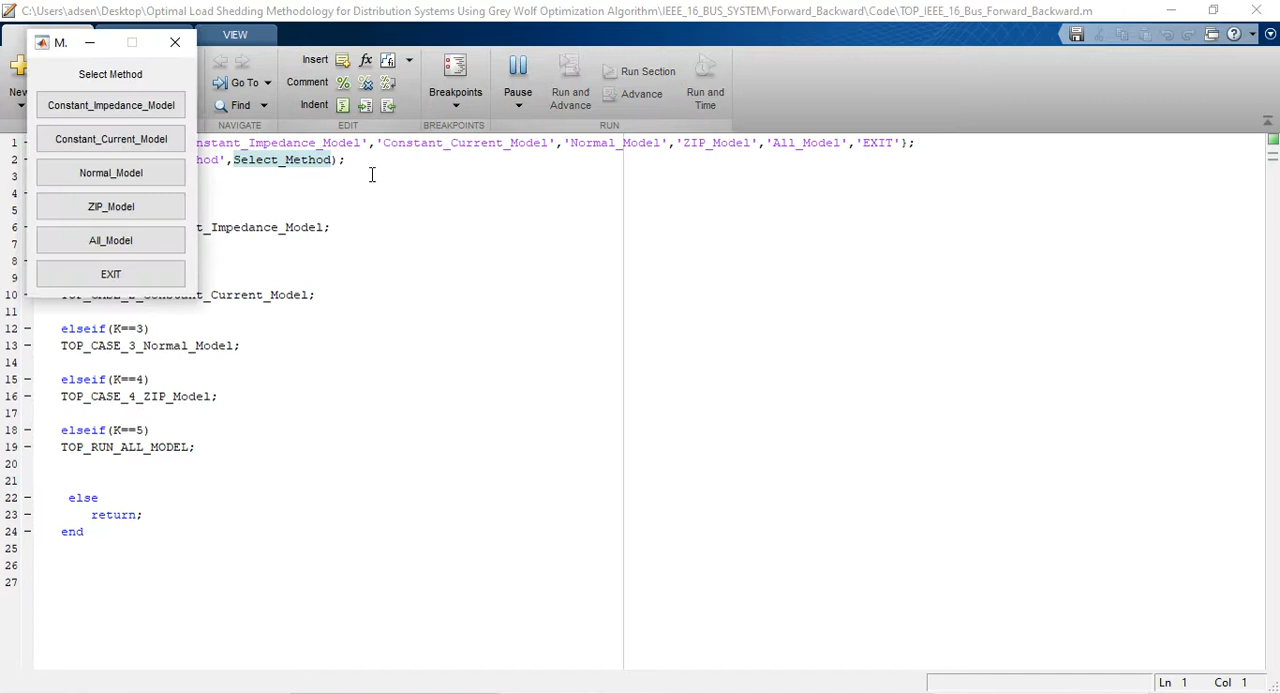 C:\Users\adsen\Desktop\Optimal Load Shedding Methodology for Distribution Systems Using Grey Wolf Optimization Algorithm\IEEE_16_BUS_SYSTEM\Forward_Backward\Code\TOP_IEEE_16_Bus_Forward_Backward.m
VIEW
M.
Select Method
Constant_Impedance_Model
Constant_Current_Model
Normal_Model
ZIP_Model
All_Model
EXIT
New
Go To
Find
NAVIGATE
Insert
fx
Comment
Indent
EDIT
Breakpoints
BREAKPOINTS
Pause
Run and
Advance
Run Section
Advance
Run and
Time
RUN
1 nstant_Impedance_Model','Constant_Current_Model','Normal_Model','ZIP_Model','All_Model','EXIT'};
2 hod',Select_Method);
3
4
5
6 t_Impedance_Model;
7
8
9
10 t_Current_Model;
11
12 elseif(K==3)
13 TOP_CASE_3_Normal_Model;
14
15 elseif(K==4)
16 TOP_CASE_4_ZIP_Model;
17
18 elseif(K==5)
19 TOP_RUN_ALL_MODEL;
20
21
22 else
23 return;
24 end
25
26
27
Ln 1 Col 1